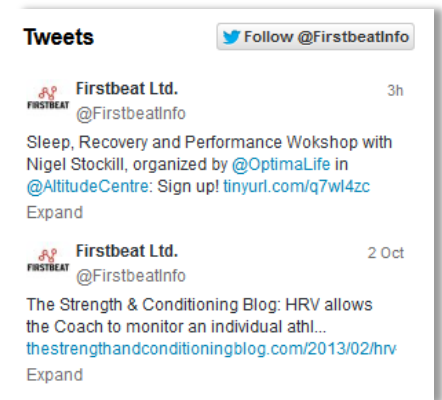 Tweets
Follow @FirstbeatInfo
FIRSTBEAT
Firstbeat Ltd.
3h
@FirstbeatInfo
Sleep, Recovery and Performance Wokshop with
Nigel Stockill, organized by @OptimaLife in
@AltitudeCentre: Sign up! tinyurl.com/q7wl4zc
Expand
FIRSTBEAT
Firstbeat Ltd.
2 Oct
@FirstbeatInfo
The Strength & Conditioning Blog: HRV allows
the Coach to monitor an individual athl...
thestrengthandconditioningblog.com/2013/02/hrv
Expand